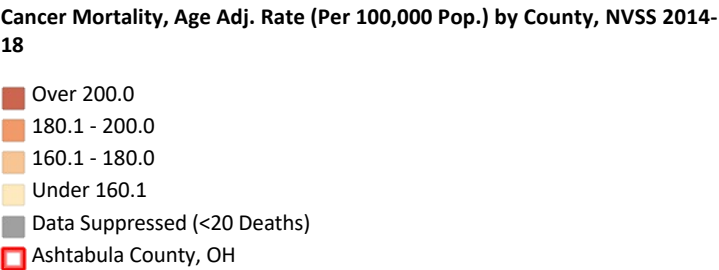 Cancer Mortality, Age Adj. Rate (Per 100,000 Pop.) by County, NVSS 2014-
18
Over 200.0
180.1 - 200.0
160.1 - 180.0
Under 160.1
Data Suppressed (<20 Deaths)
Ashtabula County, OH